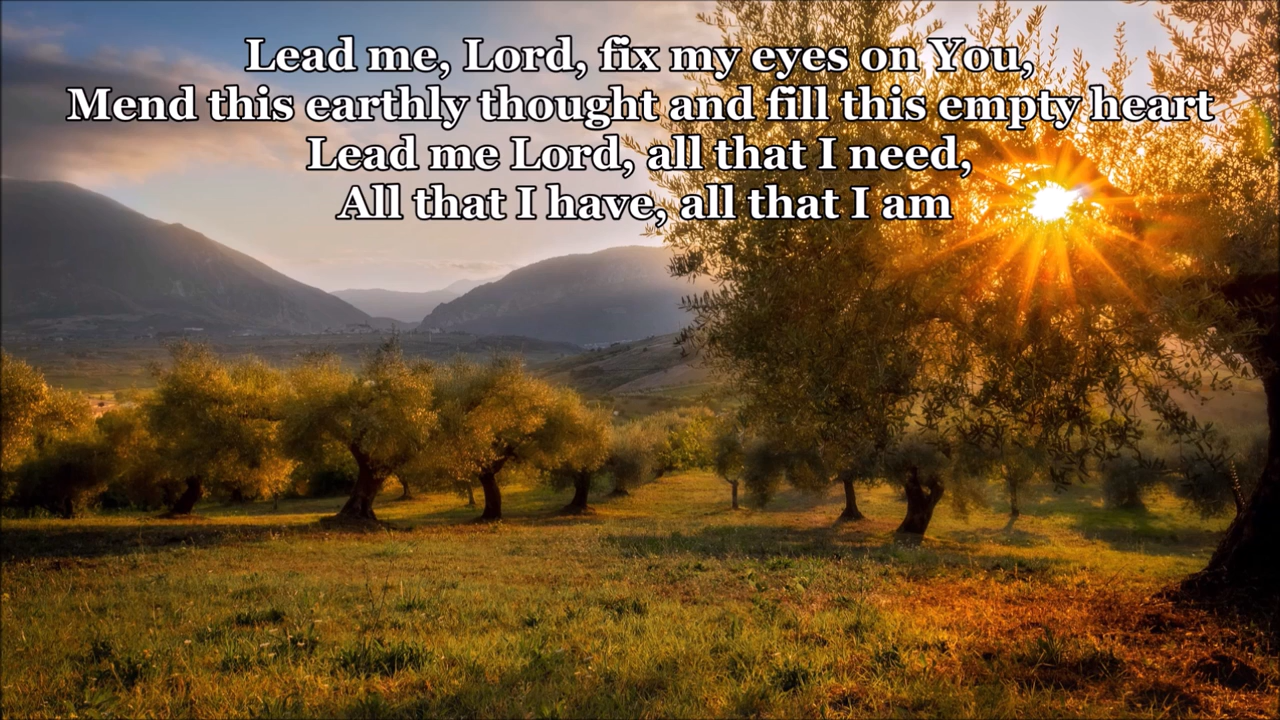 Lead me, Lord, fix my eyes on You,
Mend this earthly thought and fill this empty heart
Lead me Lord, all that I need,
All that I have, all that I am